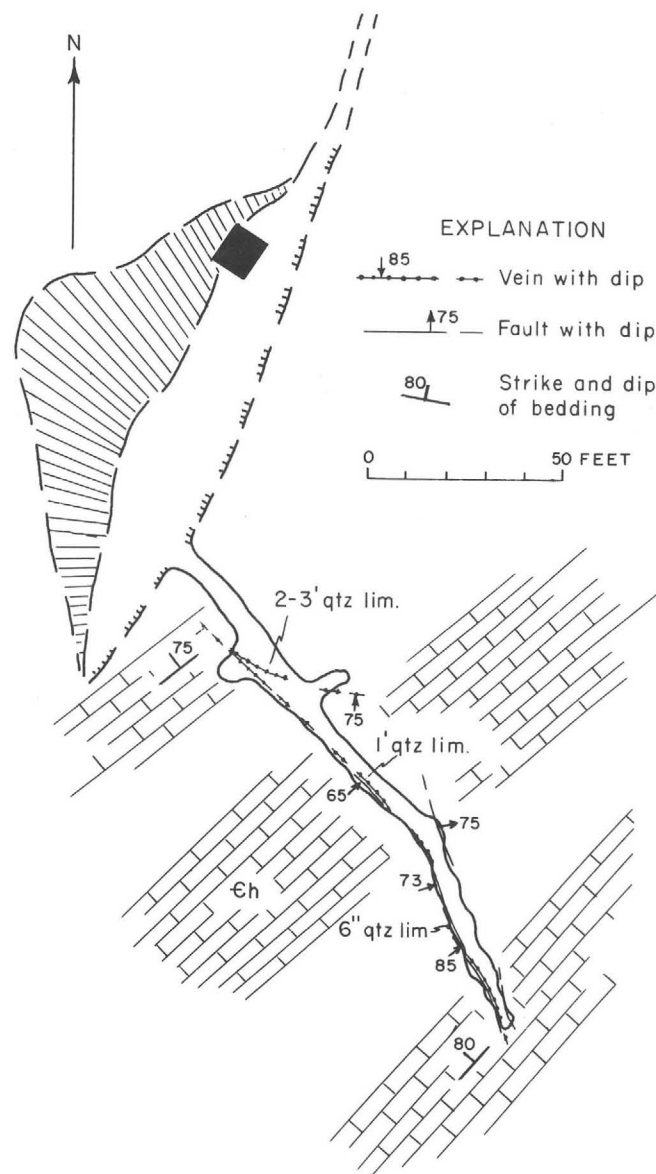 N
EXPLANATION
85
Vein with dip
75
Fault with dip
80
Strike and dip
of bedding
0 50 FEET
2-3' qtz lim.
75
75
1' qtz lim.
65
75
Ꞓh
73
6" qtz lim
85
80